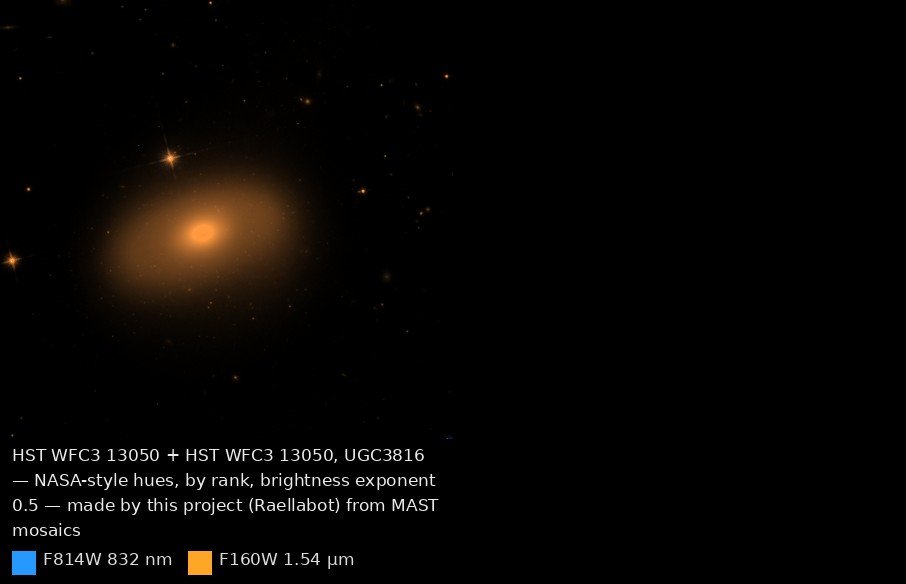 HST WFC3 13050 + HST WFC3 13050, UGC3816
— NASA-style hues, by rank, brightness exponent
0.5 — made by this project (Raellabot) from MAST
mosaics
F814W 832 nm F160W 1.54 µm